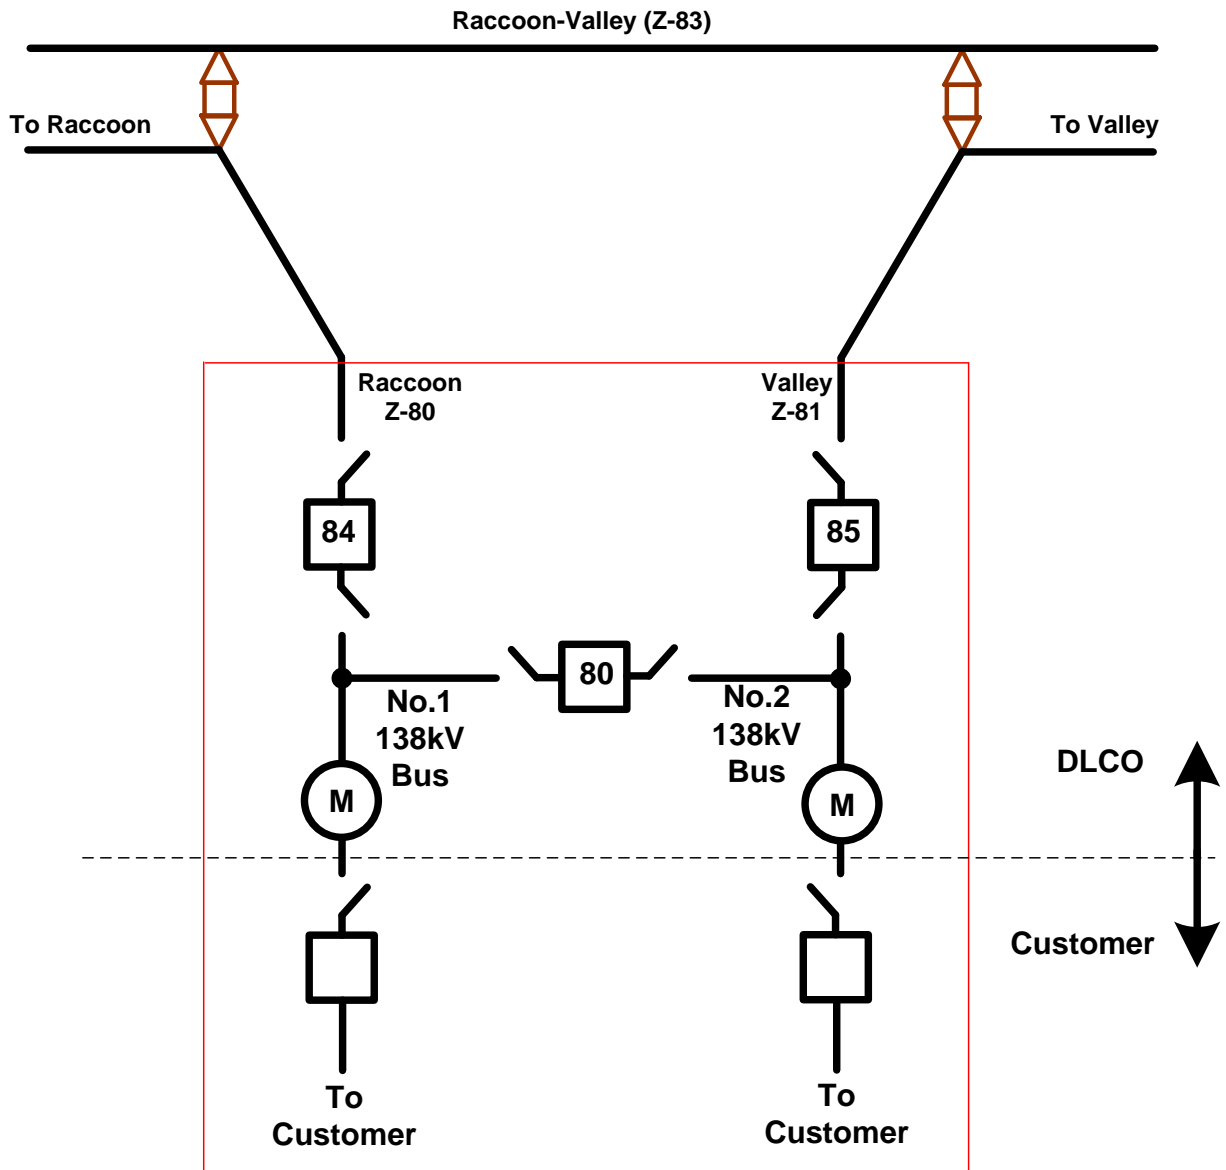 Raccoon-Valley (Z-83)
To Raccoon
To Valley
Raccoon
Z-80
Valley
Z-81
84
85
80
No.1
138kV
Bus
No.2
138kV
Bus
M
M
DLCO
Customer
To
Customer
To
Customer